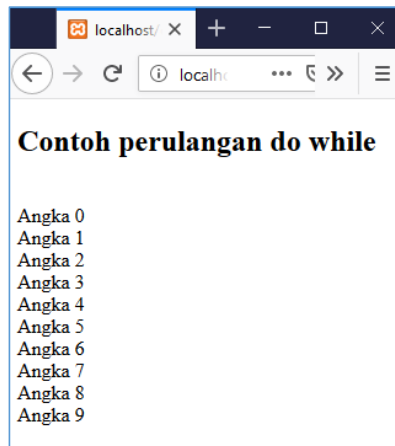 localhost/
localho
Contoh perulangan do while
Angka 0
Angka 1
Angka 2
Angka 3
Angka 4
Angka 5
Angka 6
Angka 7
Angka 8
Angka 9